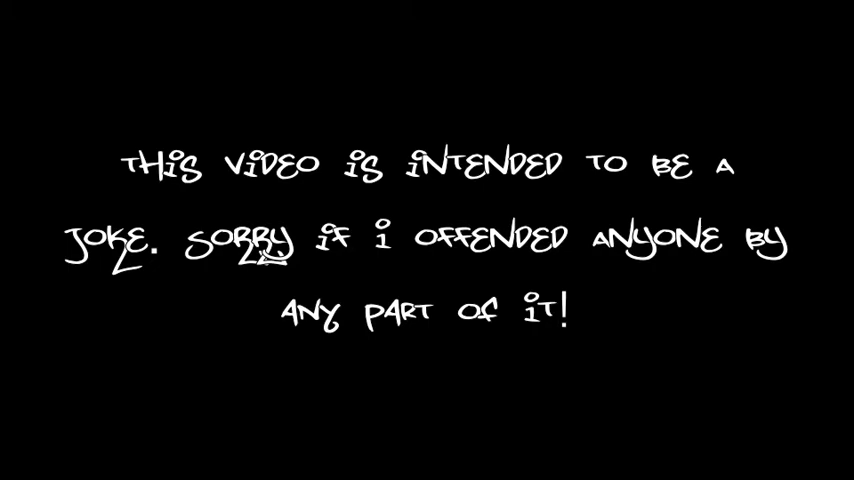 THIS VIDEO IS INTENDED TO BE A
JOKE. SORRY IF I OFFENDED ANYONE BY
ANY PART OF IT!